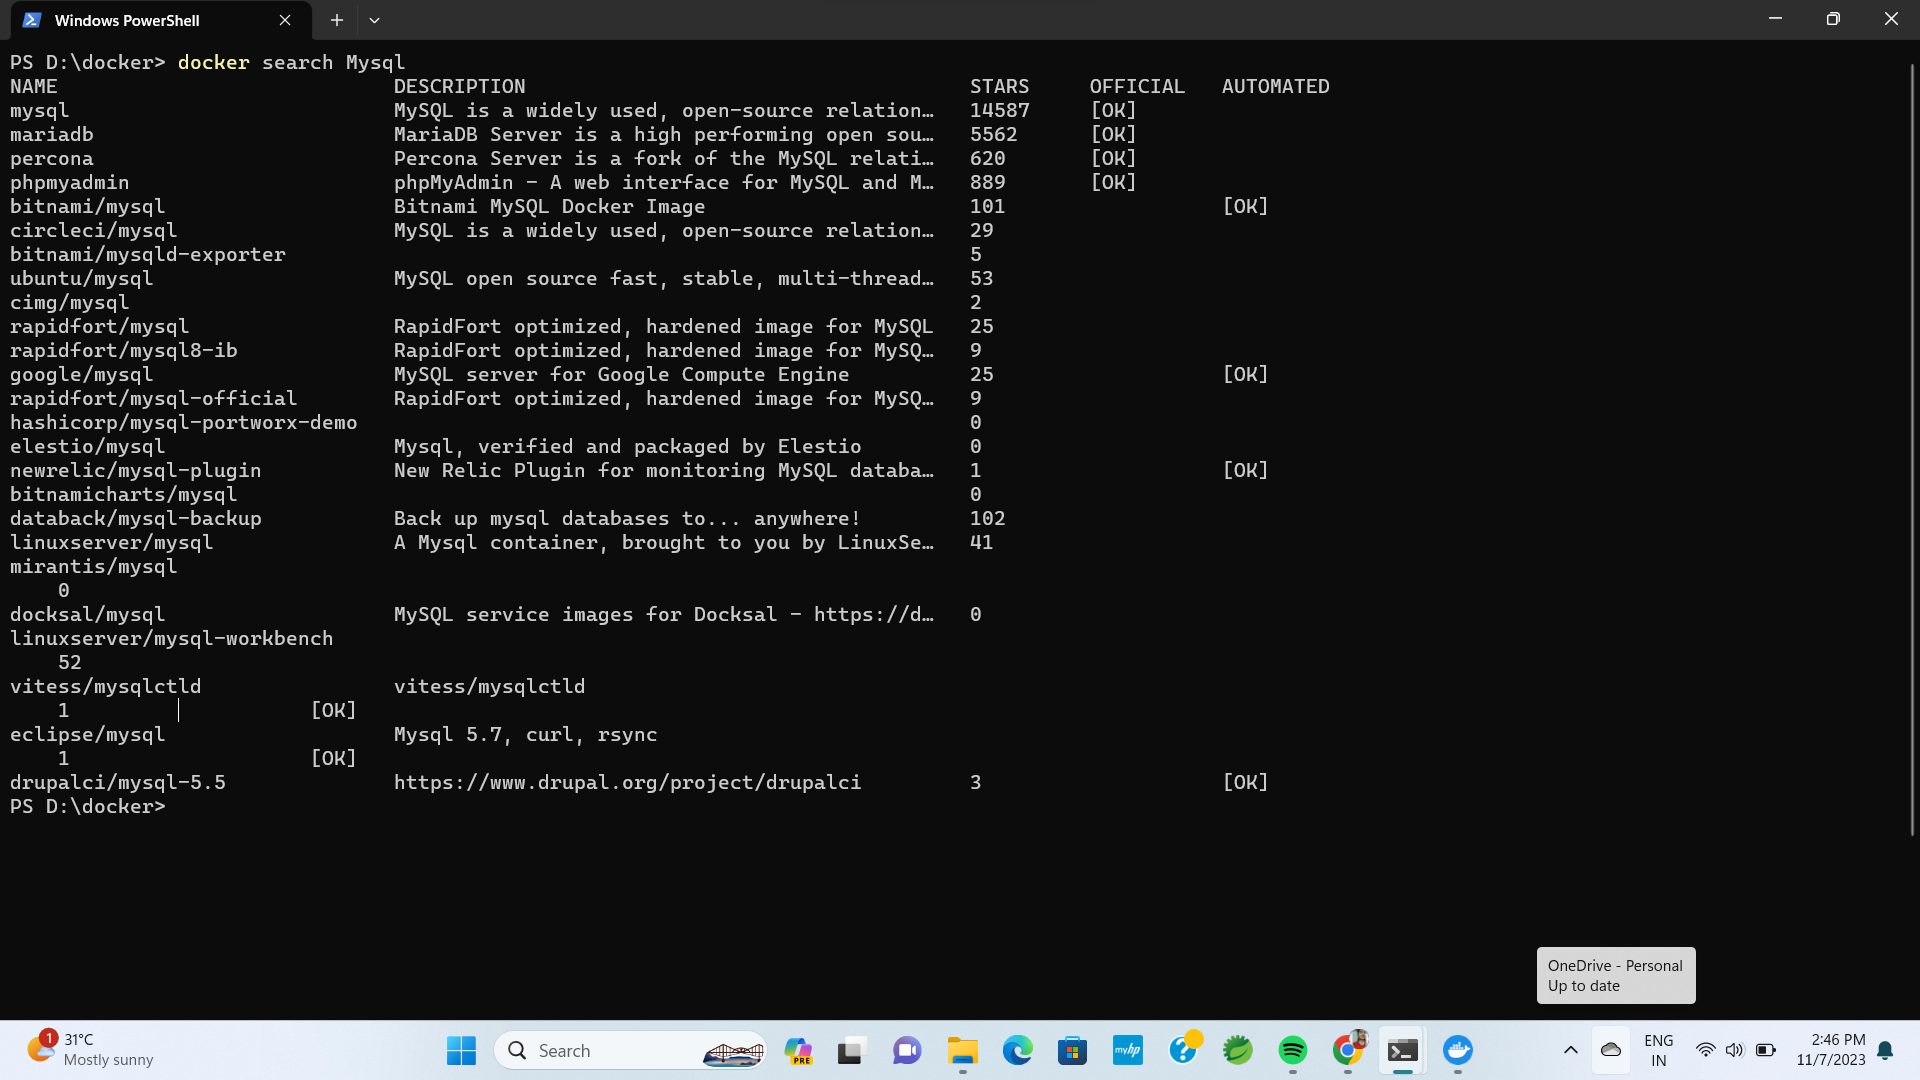 Windows PowerShell
PS D:\docker> docker search Mysql
NAME DESCRIPTION STARS OFFICIAL AUTOMATED
mysql MySQL is a widely used, open-source relation… 14587 [OK]
mariadb MariaDB Server is a high performing open sou… 5562 [OK]
percona Percona Server is a fork of the MySQL relati… 620 [OK]
phpmyadmin phpMyAdmin - A web interface for MySQL and M… 889 [OK]
bitnami/mysql Bitnami MySQL Docker Image 101 [OK]
circleci/mysql MySQL is a widely used, open-source relation… 29
bitnami/mysqld-exporter 5
ubuntu/mysql MySQL open source fast, stable, multi-thread… 53
cimg/mysql 2
rapidfort/mysql RapidFort optimized, hardened image for MySQL 25
rapidfort/mysql8-ib RapidFort optimized, hardened image for MySQ… 9
google/mysql MySQL server for Google Compute Engine 25 [OK]
rapidfort/mysql-official RapidFort optimized, hardened image for MySQ… 9
hashicorp/mysql-portworx-demo 0
elestio/mysql Mysql, verified and packaged by Elestio 0
newrelic/mysql-plugin New Relic Plugin for monitoring MySQL databa… 1 [OK]
bitnamicharts/mysql 0
databack/mysql-backup Back up mysql databases to... anywhere! 102
linuxserver/mysql A Mysql container, brought to you by LinuxSe… 41
mirantis/mysql
0
docksal/mysql MySQL service images for Docksal - https://d… 0
linuxserver/mysql-workbench
52
vitess/mysqlctld vitess/mysqlctld
1 [OK]
eclipse/mysql Mysql 5.7, curl, rsync
1 [OK]
drupalci/mysql-5.5 https://www.drupal.org/project/drupalci 3 [OK]
PS D:\docker>
OneDrive - Personal
Up to date
1
31°C
Mostly sunny
Search
PRE
myhp
ENG
IN
2:46 PM
11/7/2023